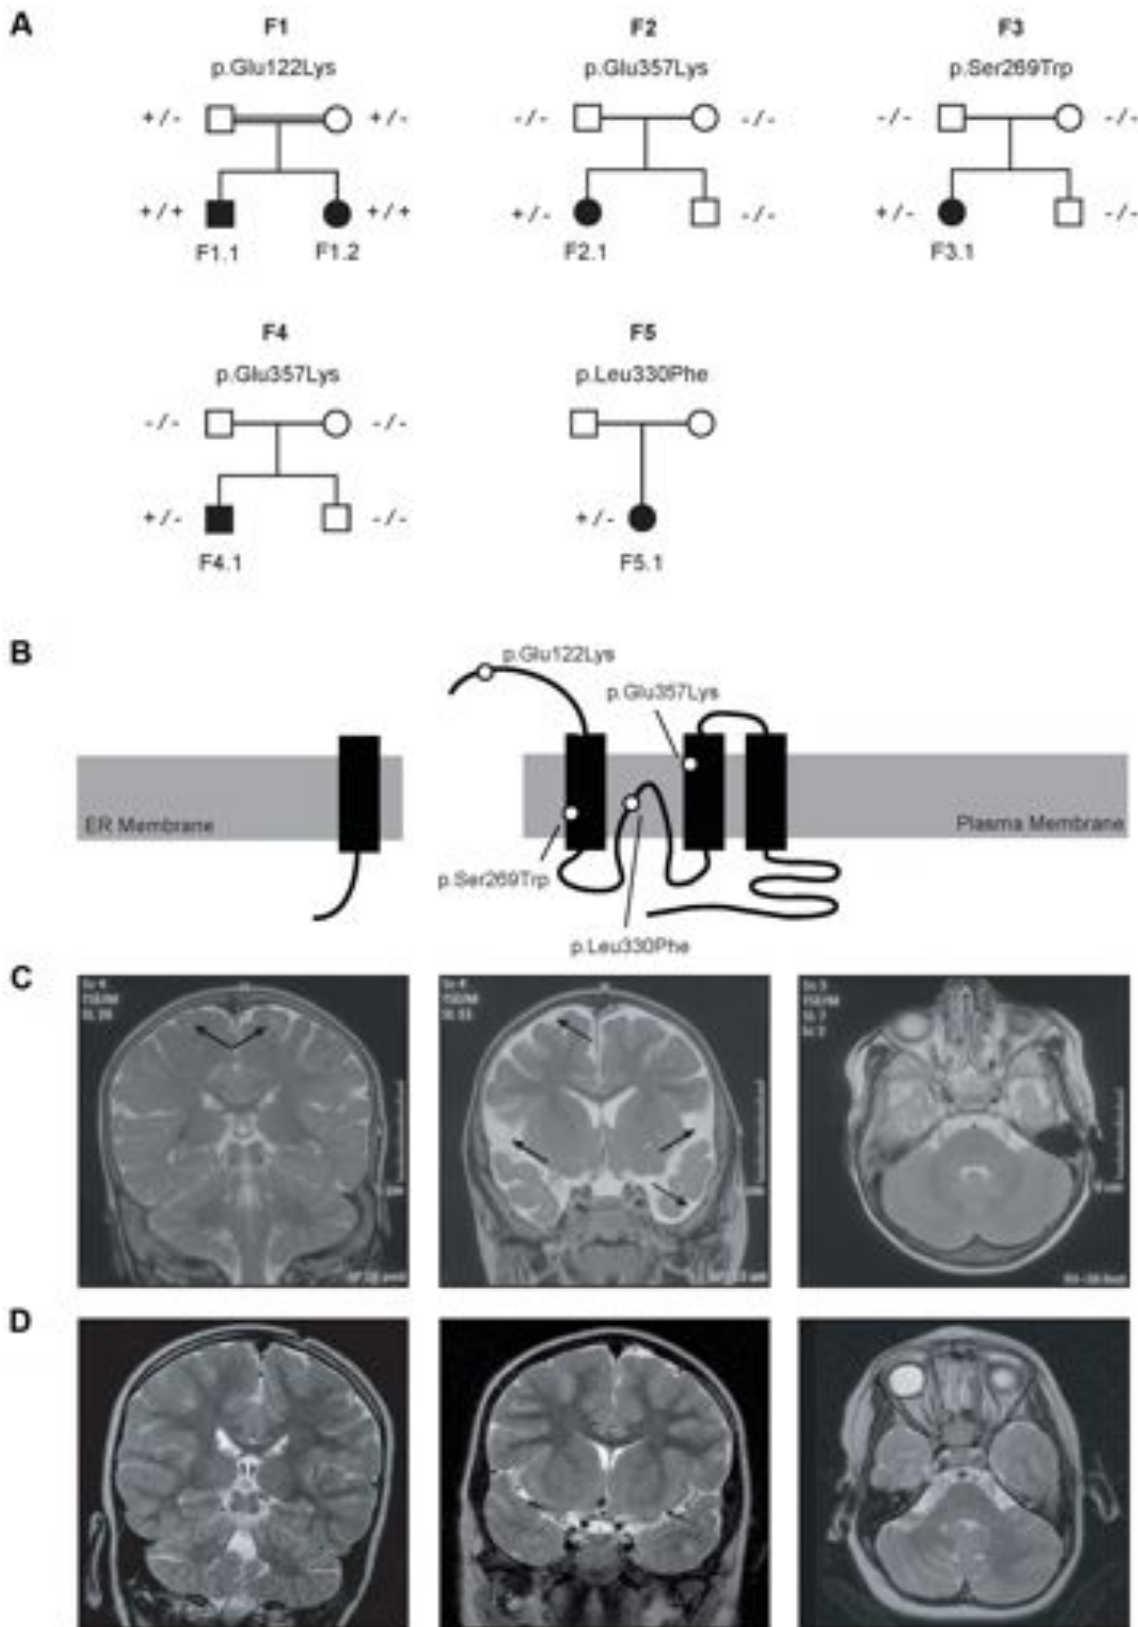 A
F1
F2
F3
p.Glu122Lys
p.Glu357Lys
p.Ser269Trp
+/-
+/-
-/-
-/-
-/-
-/-
+/+
+/+
+/-
-/-
+/-
-/-
F1.1
F1.2
F2.1
F3.1
F4
F5
p.Glu357Lys
p.Leu330Phe
-/-
-/-
+/-
-/-
+/-
F4.1
F5.1
B
p.Glu122Lys
p.Glu357Lys
ER Membrane
Plasma Membrane
p.Ser269Trp
p.Leu330Phe
C
D